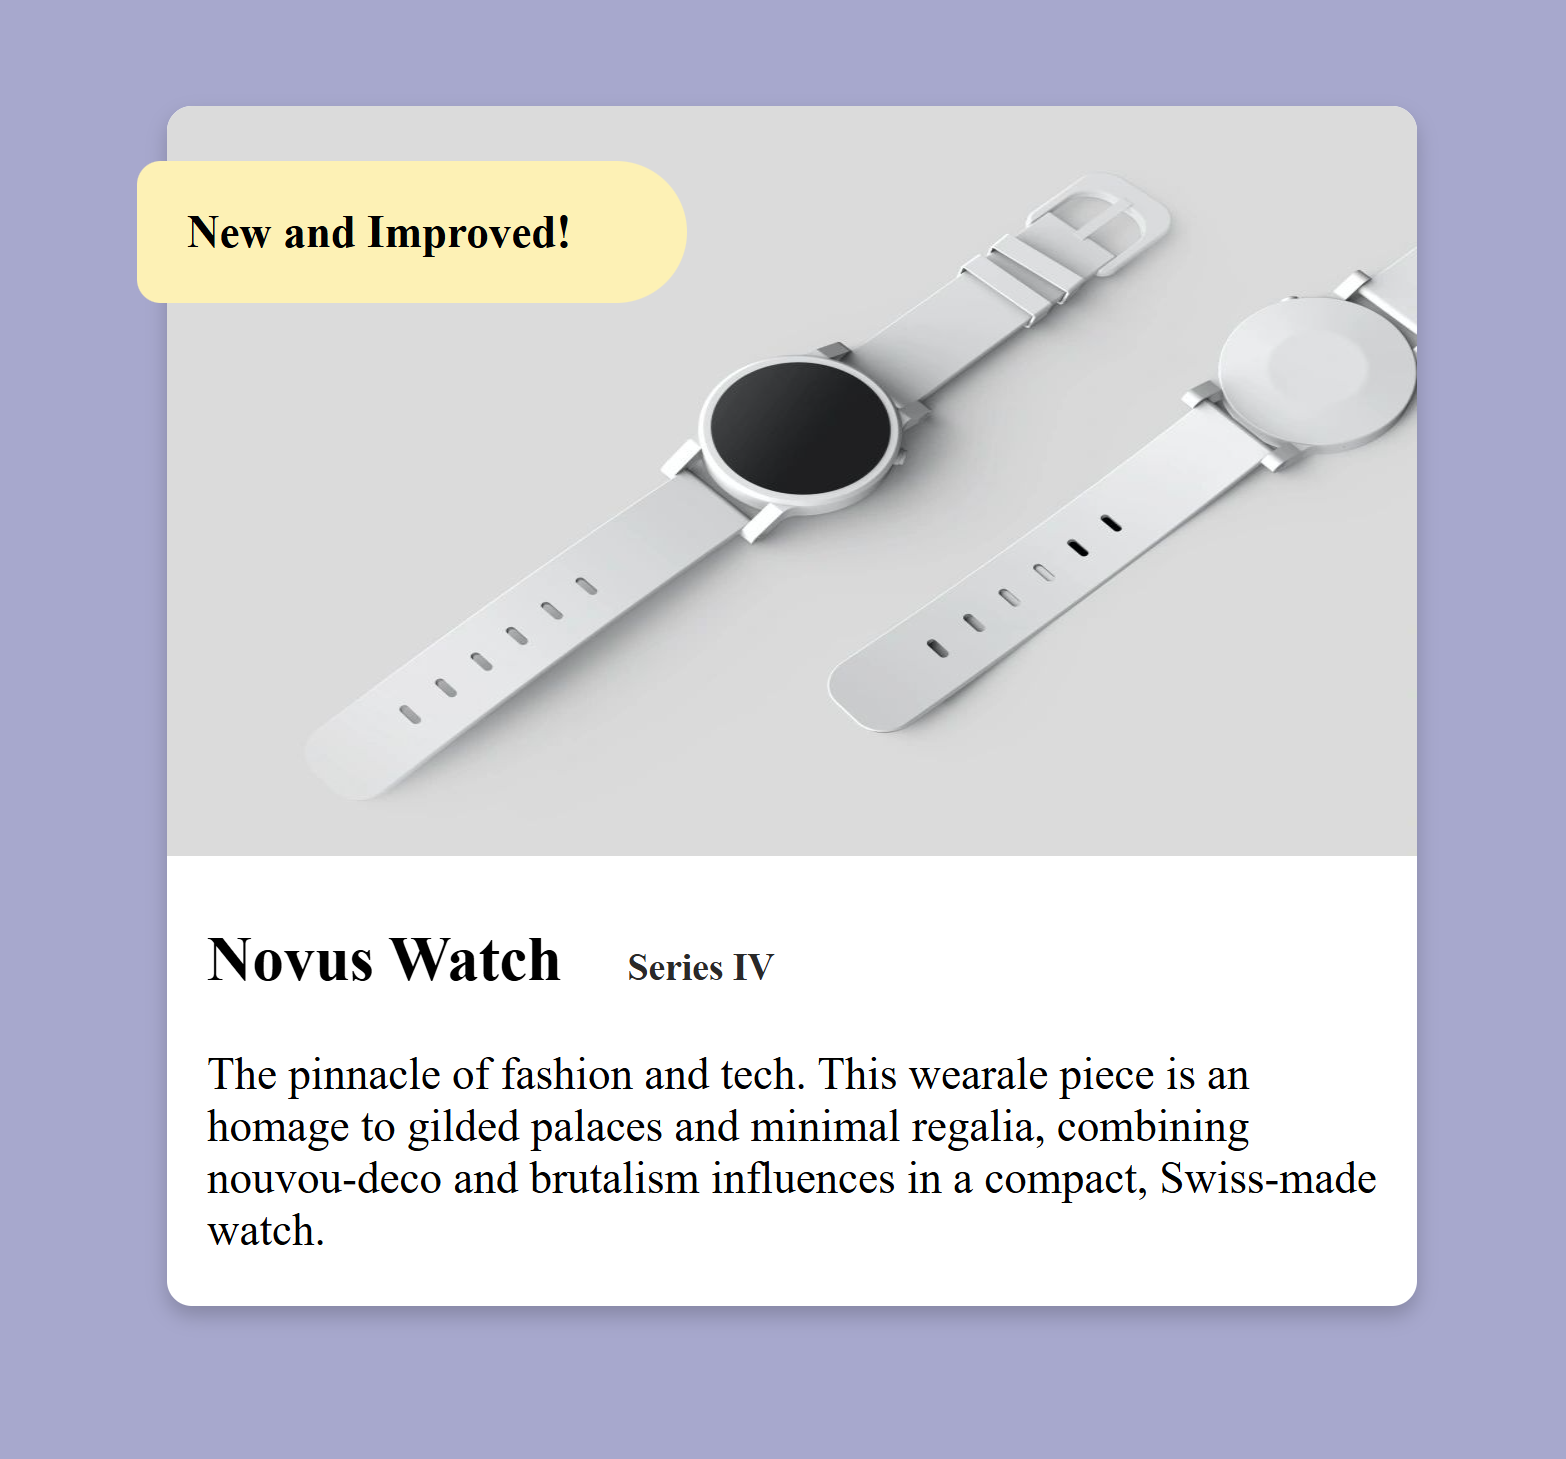 New and Improved!
Novus Watch Series IV
The pinnacle of fashion and tech. This wearale piece is an
homage to gilded palaces and minimal regalia, combining
nouvou-deco and brutalism influences in a compact, Swiss-made
watch.